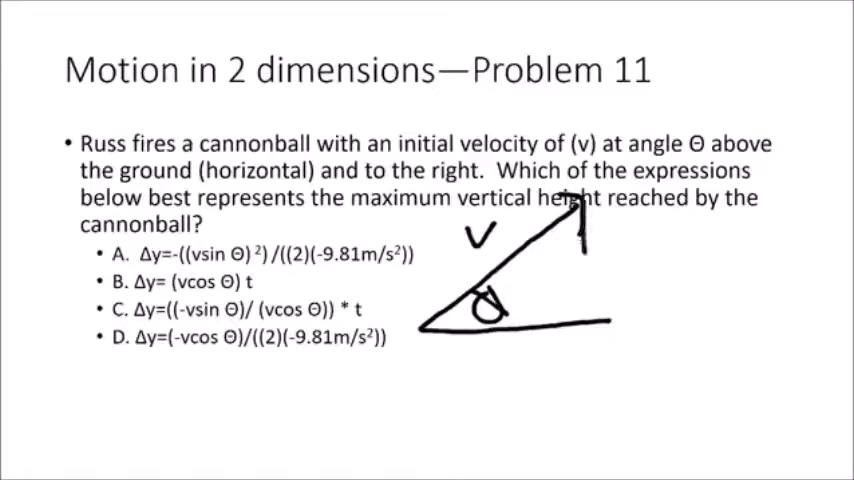 Motion in 2 dimensions—Problem 11
• Russ fires a cannonball with an initial velocity of (v) at angle Θ above
the ground (horizontal) and to the right. Which of the expressions
below best represents the maximum vertical height reached by the
cannonball?
• A. Δy=-((vsin Θ)²)/((2)(-9.81m/s²))
• B. Δy= (vcos Θ) t
• C. Δy=((-vsin Θ)/ (vcos Θ)) * t
• D. Δy=(-vcos Θ)/((2)(-9.81m/s²))
v